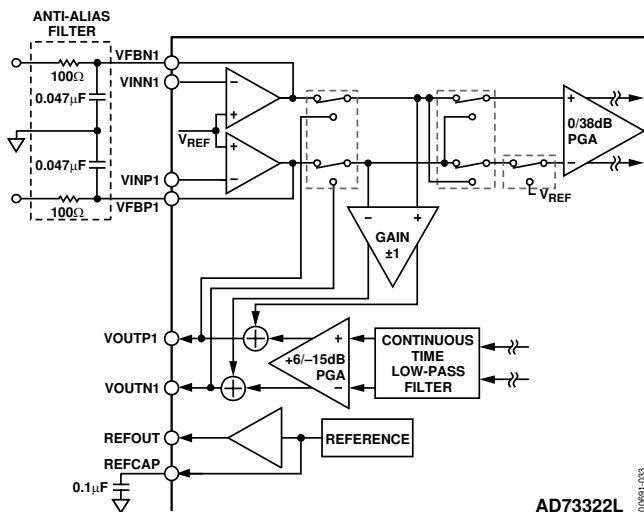 ANTI-ALIAS
FILTER
VFBN1
100Ω
VINN1
0.047μF
VREF
0/38dB
PGA
0.047μF
VINP1
VFBP1
100Ω
VREF
GAIN
±1
VOUTP1
+6/–15dB
PGA
CONTINUOUS
TIME
LOW-PASS
FILTER
VOUTN1
REFOUT
REFERENCE
REFCAP
0.1μF
AD73322L
00691-033